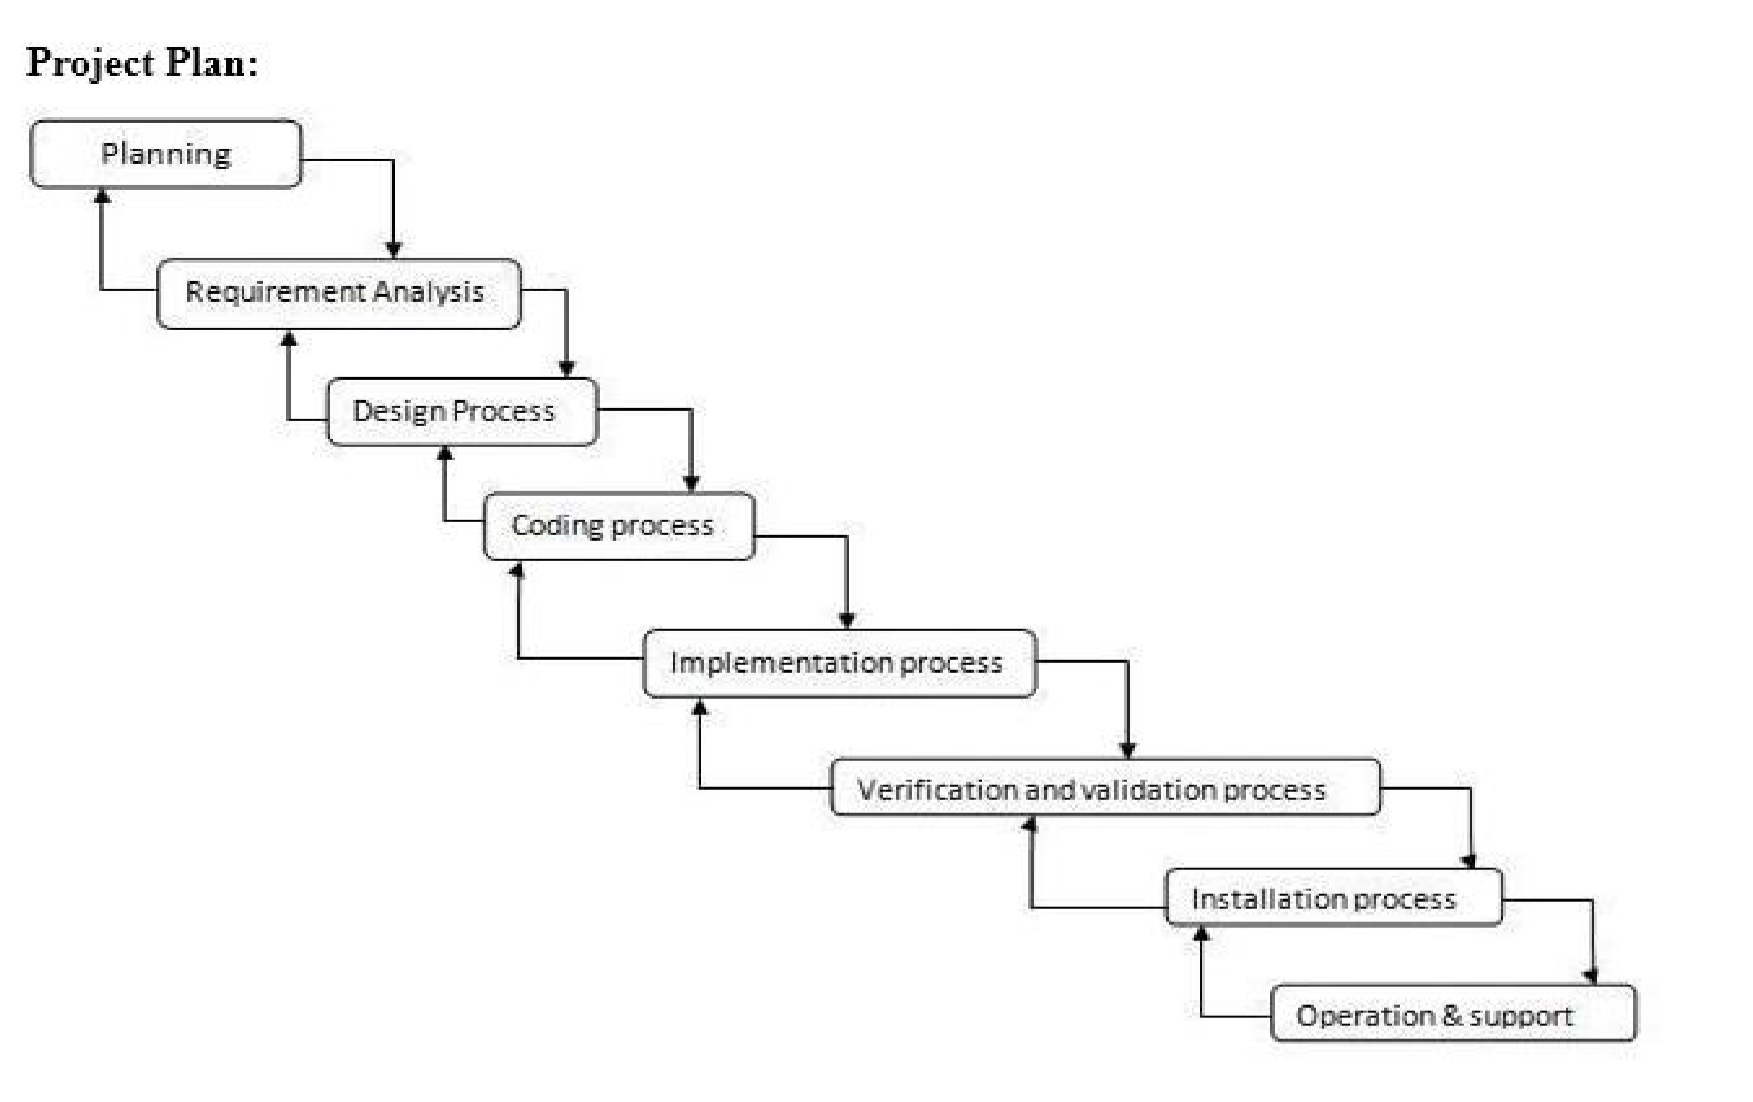 Project Plan:
Planning
Requirement Analysis
Design Process
Coding process
Implementation process
Verification and validation process
Installation process
Operation & support